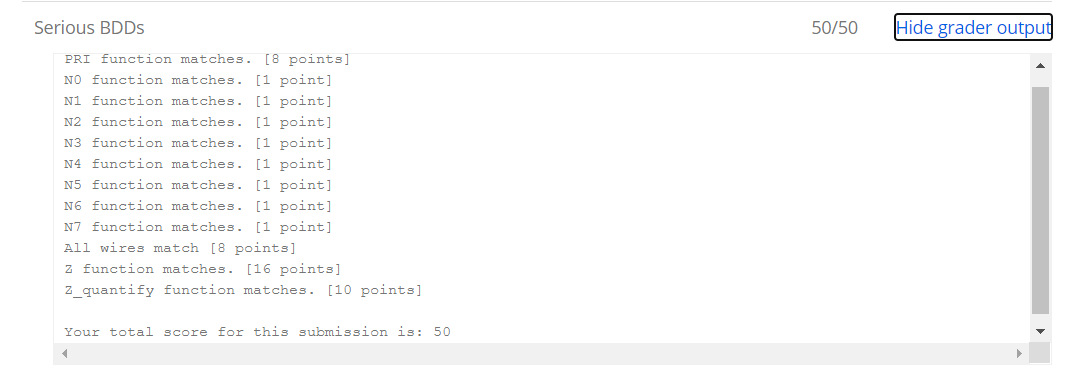 Serious BDDs 50/50 Hide grader output
PRI function matches. [8 points]
N0 function matches. [1 point]
N1 function matches. [1 point]
N2 function matches. [1 point]
N3 function matches. [1 point]
N4 function matches. [1 point]
N5 function matches. [1 point]
N6 function matches. [1 point]
N7 function matches. [1 point]
All wires match [8 points]
Z function matches. [16 points]
Z_quantify function matches. [10 points]
Your total score for this submission is: 50